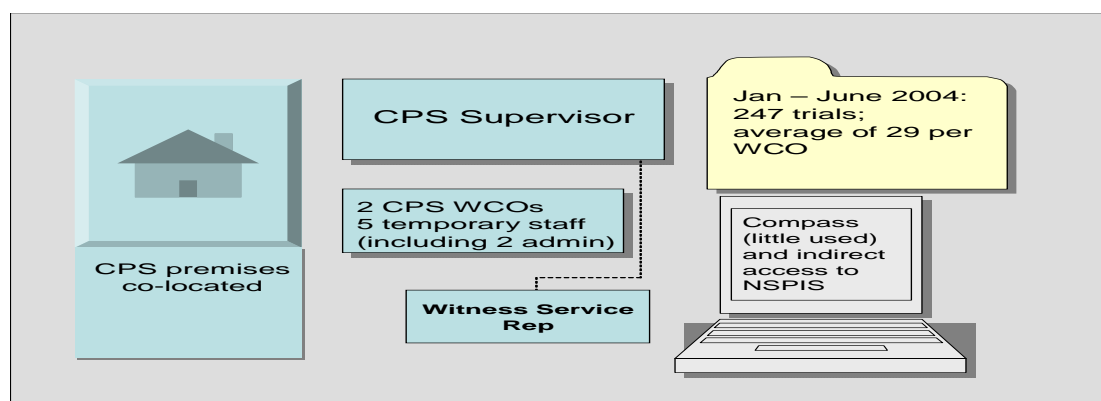 CPS premises
co-located
CPS Supervisor
2 CPS WCOs
5 temporary staff
(including 2 admin)
Witness Service
Rep
Jan – June 2004:
247 trials;
average of 29 per
WCO
Compass
(little used)
and indirect
access to
NSPIS